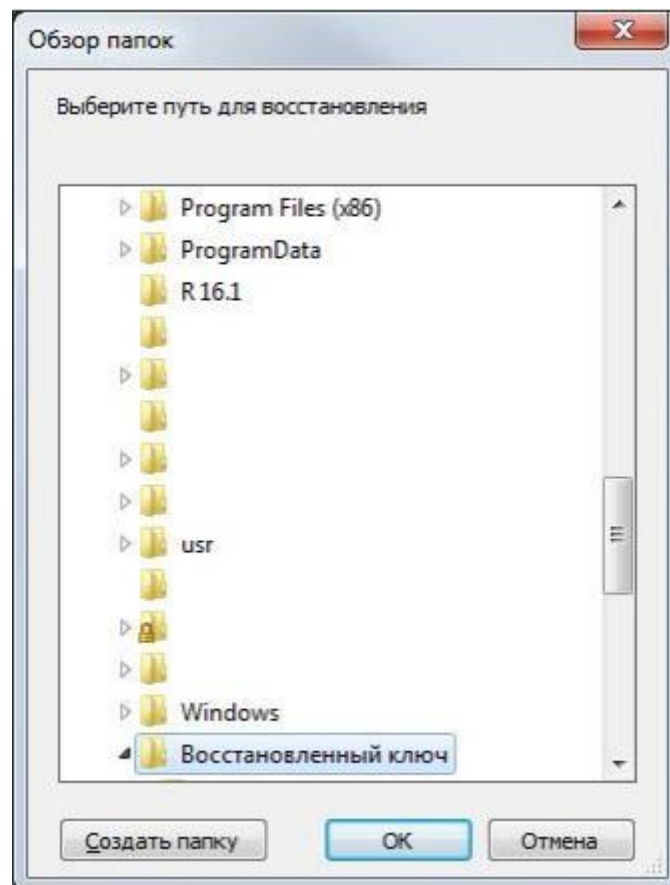 Обзор папок
Выберите путь для восстановления
Program Files (x86)
ProgramData
R 16.1
usr
Windows
Восстановленный ключ
Создать папку OK Отмена